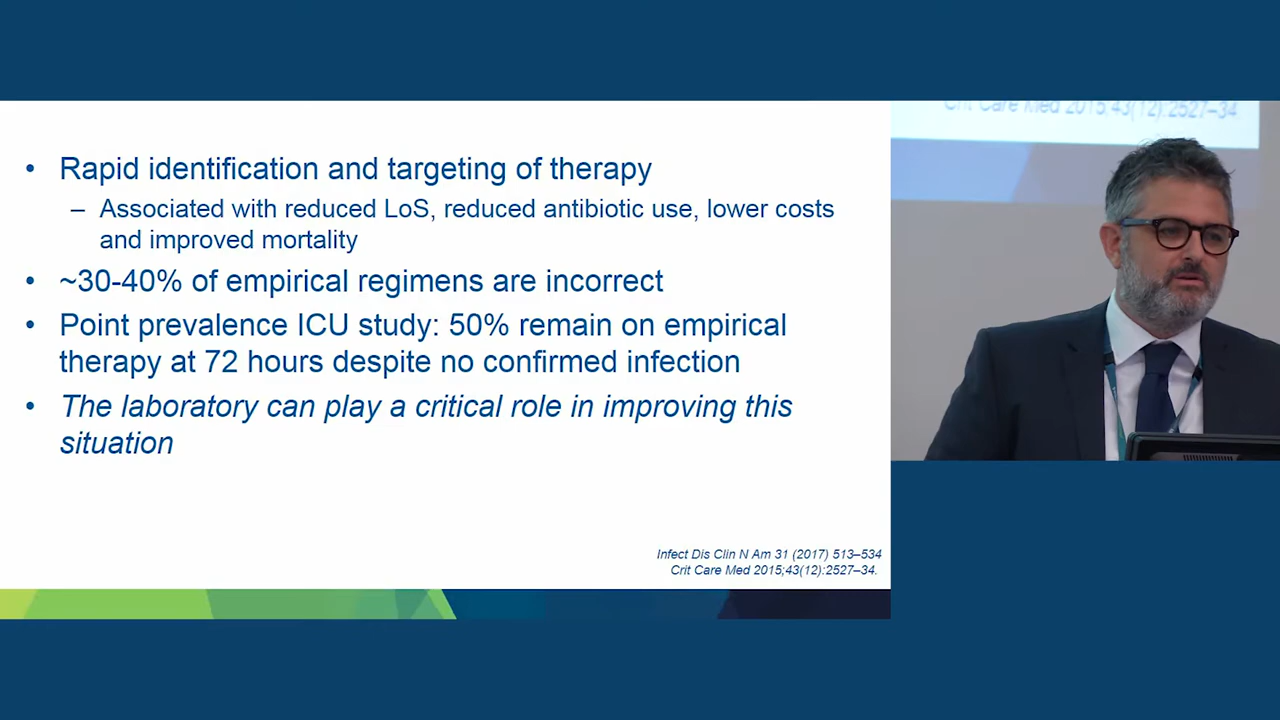 • Rapid identification and targeting of therapy
– Associated with reduced LoS, reduced antibiotic use, lower costs
and improved mortality
• ~30-40% of empirical regimens are incorrect
• Point prevalence ICU study: 50% remain on empirical
therapy at 72 hours despite no confirmed infection
• The laboratory can play a critical role in improving this
situation
Infect Dis Clin N Am 31 (2017) 513–534
Crit Care Med 2015;43(12):2527–34.
Crit Care Med 2015;43(12):2527–34